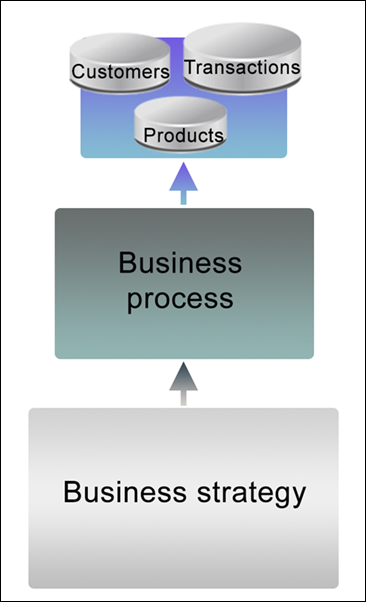 Customers
Transactions
Products
Business
process
Business strategy